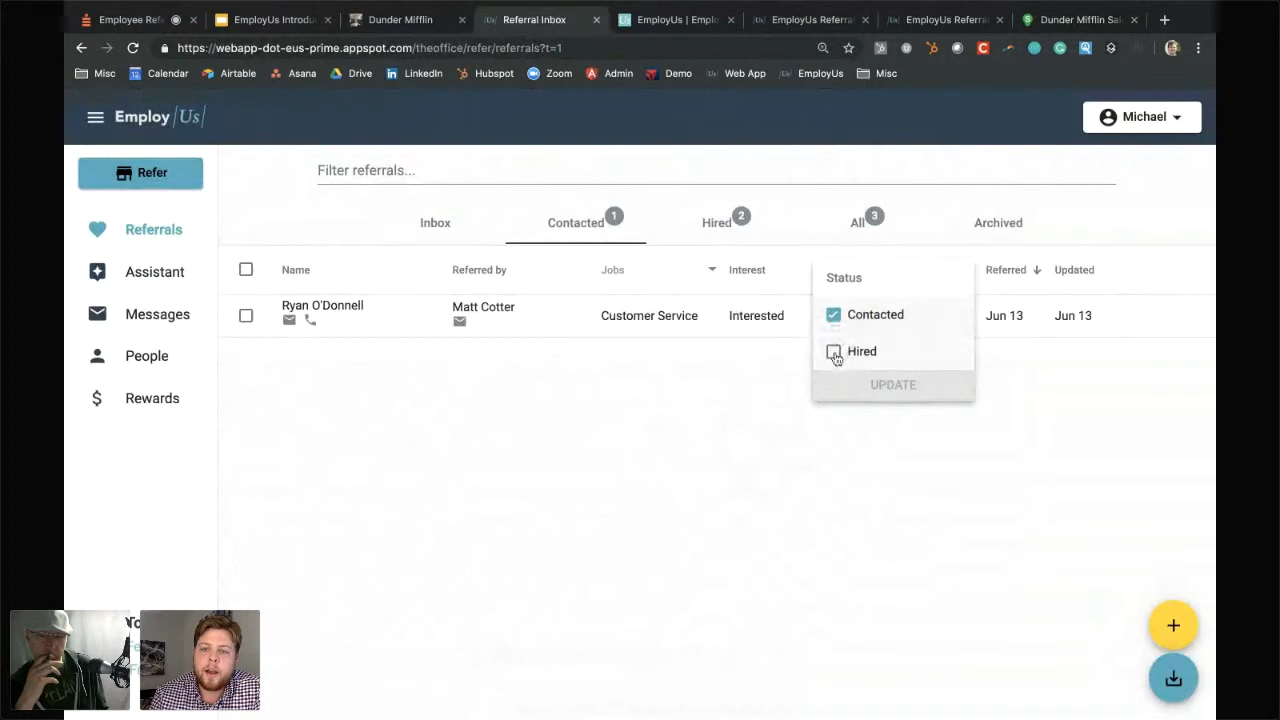 Employee Refe
EmployUs Introdu
Dunder Mifflin
Referral Inbox
EmployUs | Empl
EmployUs Referra
EmployUs Referra
Dunder Mifflin Sal
https://webapp-dot-eus-prime.appspot.com/theoffice/refer/referrals?t=1
Misc Calendar Airtable Asana Drive LinkedIn Hubspot Zoom Admin Demo Web App EmployUs Misc
Employ |Us|
Michael
Refer
Filter referrals...
Inbox Contacted 1 Hired 2 All 3 Archived
Referrals
Assistant
Messages
People
Rewards
Name Referred by Jobs Interest Status Referred Updated
Ryan O'Donnell Matt Cotter Customer Service Interested Contacted Jun 13 Jun 13
Hired
UPDATE